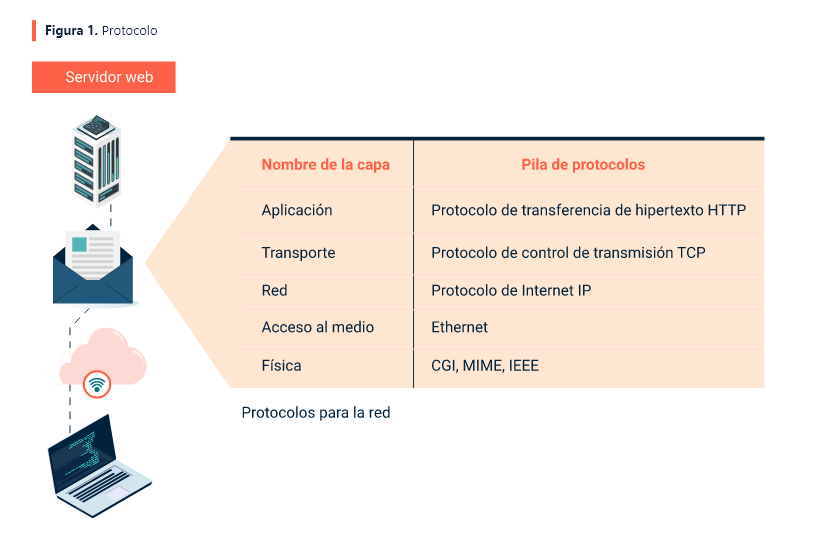 Figura 1. Protocolo
Servidor web
Nombre de la capa
Pila de protocolos
Aplicación
Protocolo de transferencia de hipertexto HTTP
Transporte
Protocolo de control de transmisión TCP
Red
Protocolo de Internet IP
Acceso al medio
Ethernet
Física
CGI, MIME, IEEE
Protocolos para la red